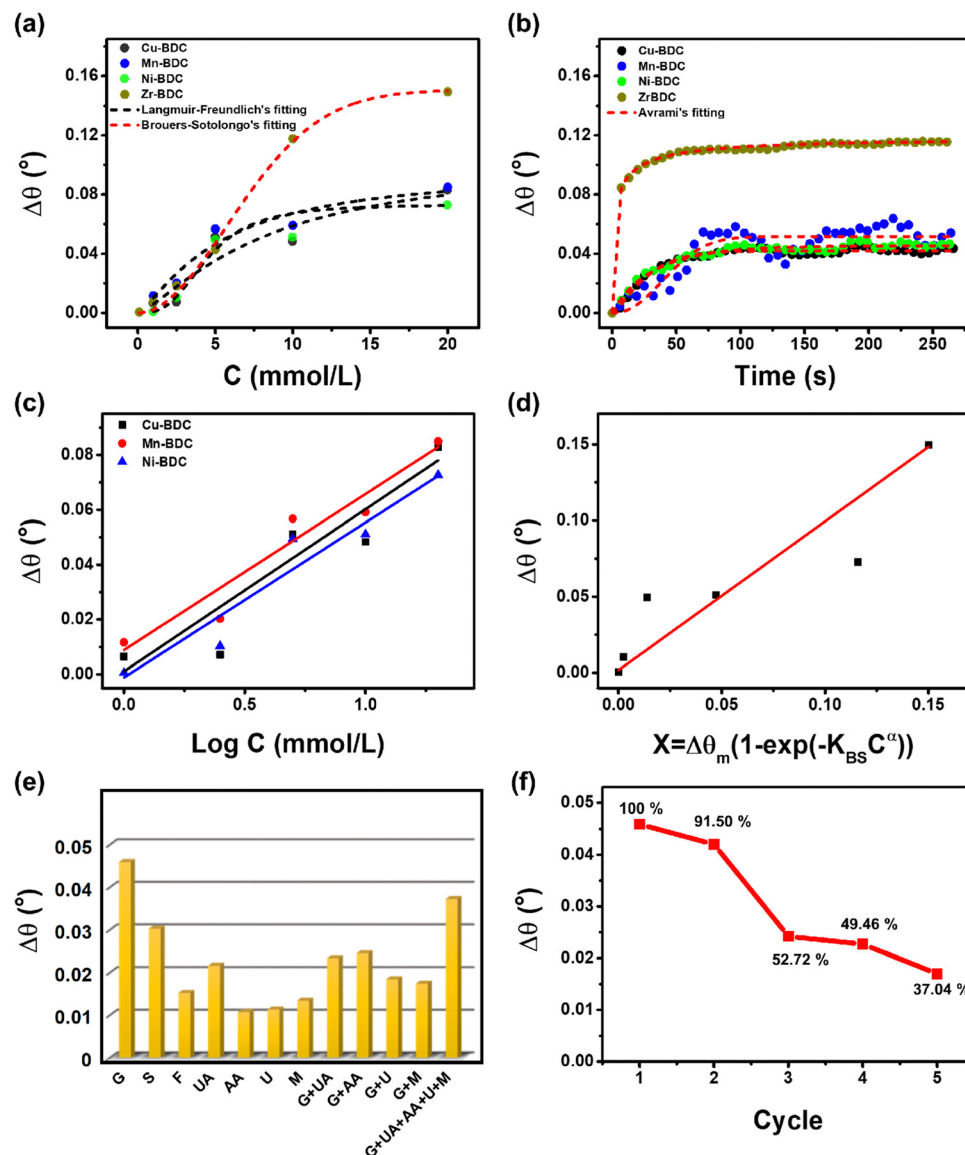 (a)
Cu-BDC
Mn-BDC
Ni-BDC
Zr-BDC
Langmuir-Freundlich's fitting
Brouers-Sotolongo's fitting
0.16
0.12
0.08
0.04
0.00
Δθ (°)
0 5 10 15 20
C (mmol/L)
(b)
Cu-BDC
Mn-BDC
Ni-BDC
ZrBDC
Avrami's fitting
0.16
0.12
0.08
0.04
0.00
Δθ (°)
0 50 100 150 200 250
Time (s)
(c)
Cu-BDC
Mn-BDC
Ni-BDC
0.08
0.06
0.04
0.02
0.00
Δθ (°)
0.0 0.5 1.0
Log C (mmol/L)
(d)
0.15
0.10
0.05
0.00
Δθ (°)
0.00 0.05 0.10 0.15
X=Δθₘ(1-exp(-K_BS C^α))
(e)
0.05
0.04
0.03
0.02
0.01
0
Δθ (°)
G S F UA AA U M G+UA G+AA G+U G+M G+UA+AA+U+M
(f)
0.05
0.04
0.03
0.02
0.01
0.00
Δθ (°)
100 %
91.50 %
52.72 %
49.46 %
37.04 %
1 2 3 4 5
Cycle